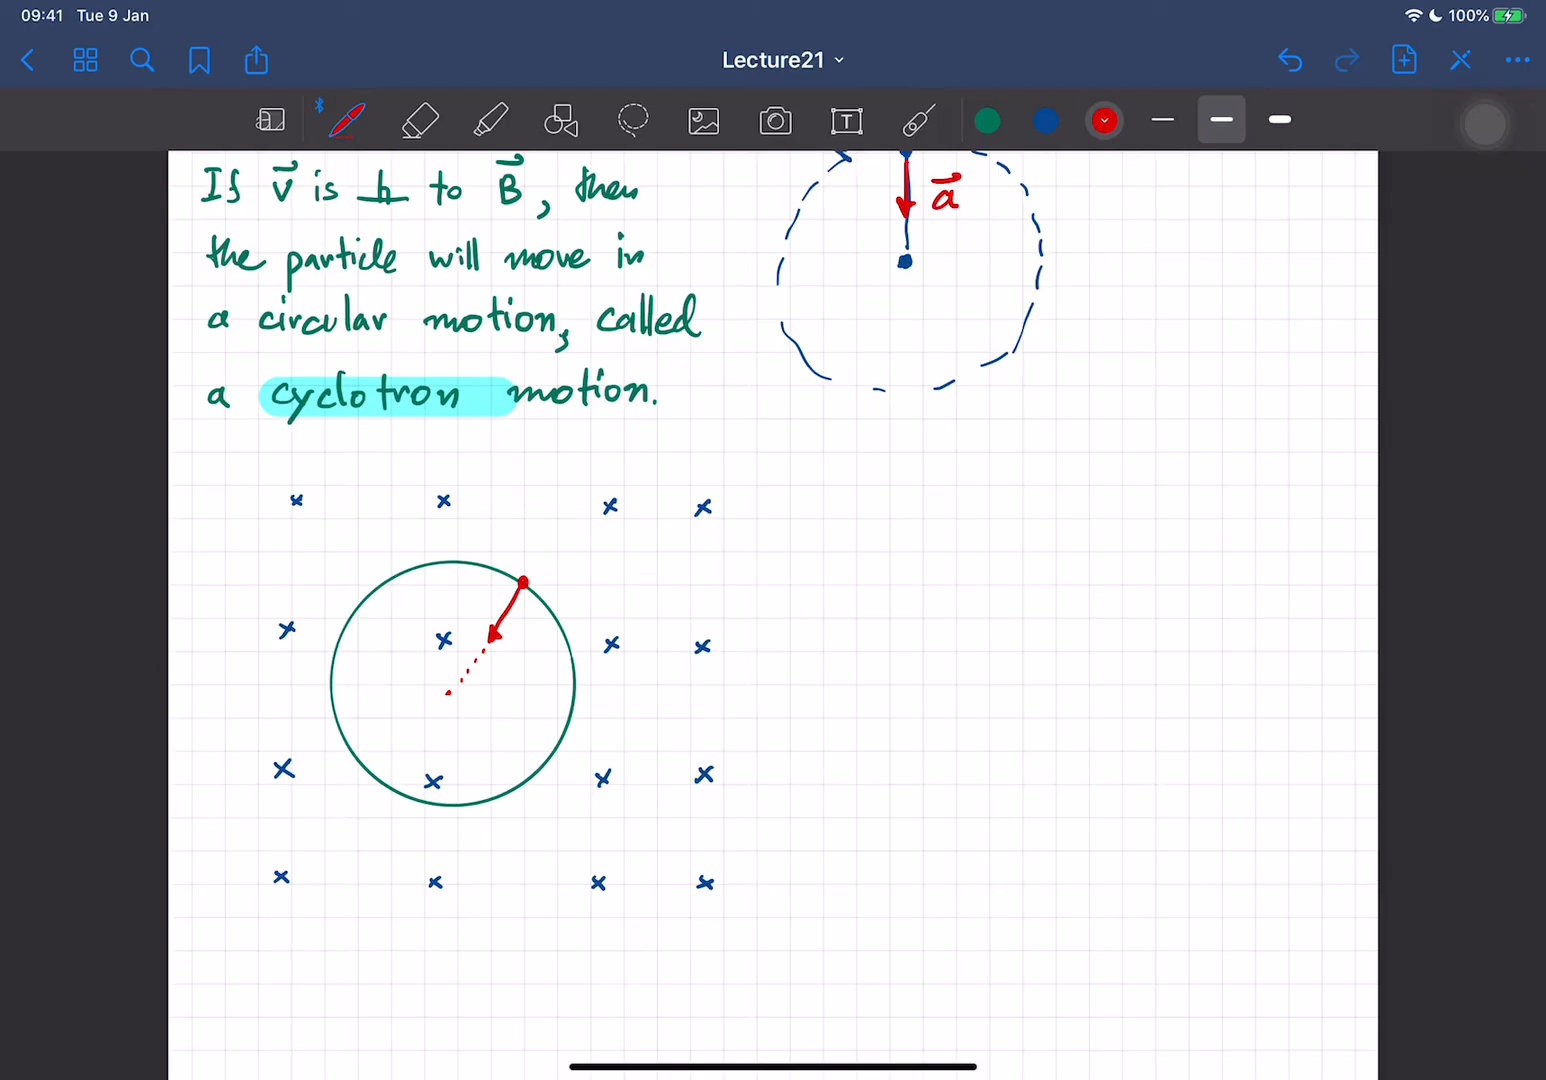 09:41 Tue 9 Jan
100%
Lecture21
T
If v⃗ is ⊥ to B⃗, then
the particle will move in
a circular motion, called
a cyclotron motion.
a⃗
x x x x
x x x x
x x x x
x x x x